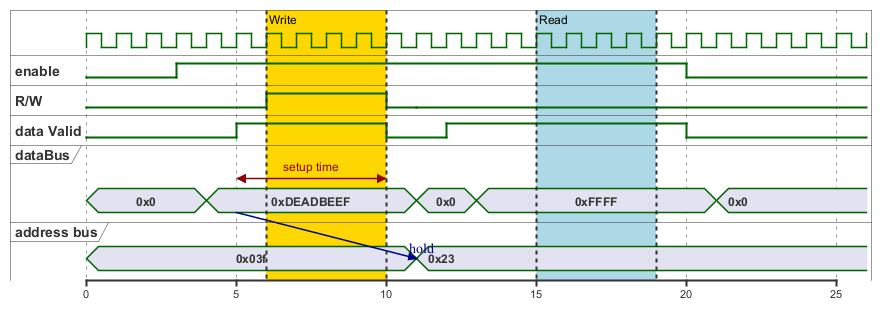 Write
Read
enable
R/W
data Valid
dataBus
setup time
0x0
0xDEADBEEF
0x0
0xFFFF
0x0
address bus
hold
0x03f
0x23
0
5
10
15
20
25